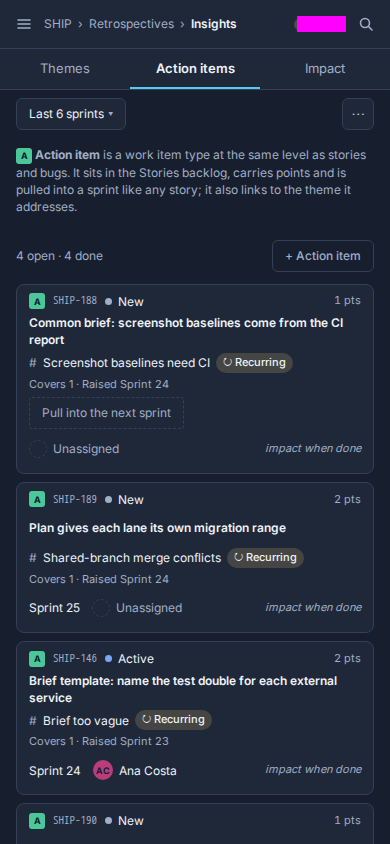 SHIP › Retrospectives › Insights
Themes Action items Impact
Last 6 sprints ▾ ...
A Action item is a work item type at the same level as stories
and bugs. It sits in the Stories backlog, carries points and is
pulled into a sprint like any story; it also links to the theme it
addresses.
4 open · 4 done + Action item
A SHIP-188 New 1 pts
Common brief: screenshot baselines come from the CI
report
# Screenshot baselines need CI Recurring
Covers 1 · Raised Sprint 24
Pull into the next sprint
Unassigned impact when done
A SHIP-189 New 2 pts
Plan gives each lane its own migration range
# Shared-branch merge conflicts Recurring
Covers 1 · Raised Sprint 24
Sprint 25 Unassigned impact when done
A SHIP-146 Active 2 pts
Brief template: name the test double for each external
service
# Brief too vague Recurring
Covers 1 · Raised Sprint 23
Sprint 24 AC Ana Costa impact when done
A SHIP-190 New 1 pts